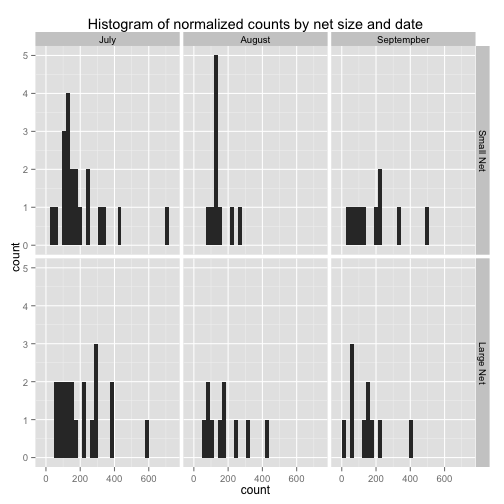 Histogram of normalized counts by net size and date
July August Septempber
5
4
3
2
1
0
Small Net
count
5
4
3
2
1
0
Large Net
0 200 400 600 0 200 400 600 0 200 400 600
count